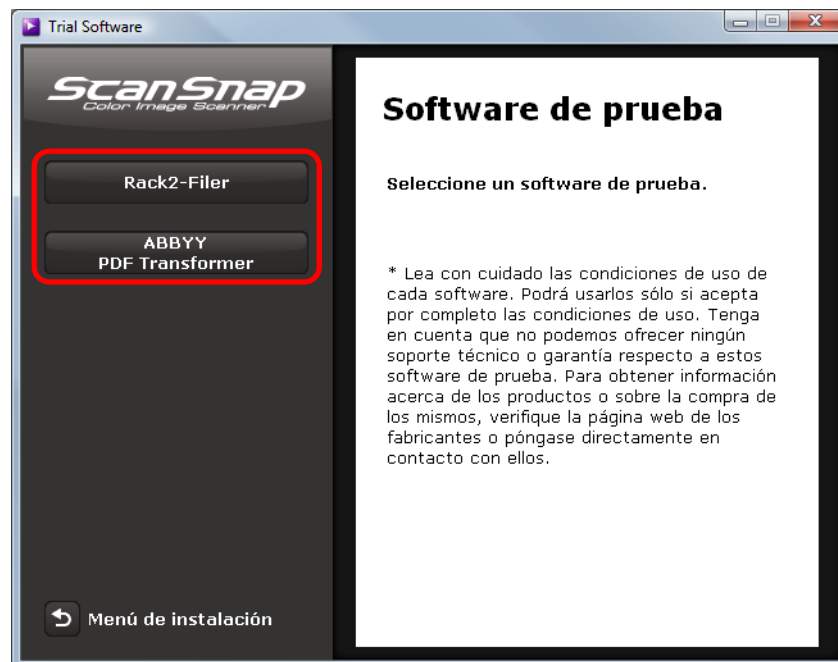 Trial Software
ScanSnap
Color Image Scanner
Rack2-Filer
ABBYY
PDF Transformer
Menú de instalación
Software de prueba
Seleccione un software de prueba.
* Lea con cuidado las condiciones de uso de
cada software. Podrá usarlos sólo si acepta
por completo las condiciones de uso. Tenga
en cuenta que no podemos ofrecer ningún
soporte técnico o garantía respecto a estos
software de prueba. Para obtener información
acerca de los productos o sobre la compra de
los mismos, verifique la página web de los
fabricantes o póngase directamente en
contacto con ellos.